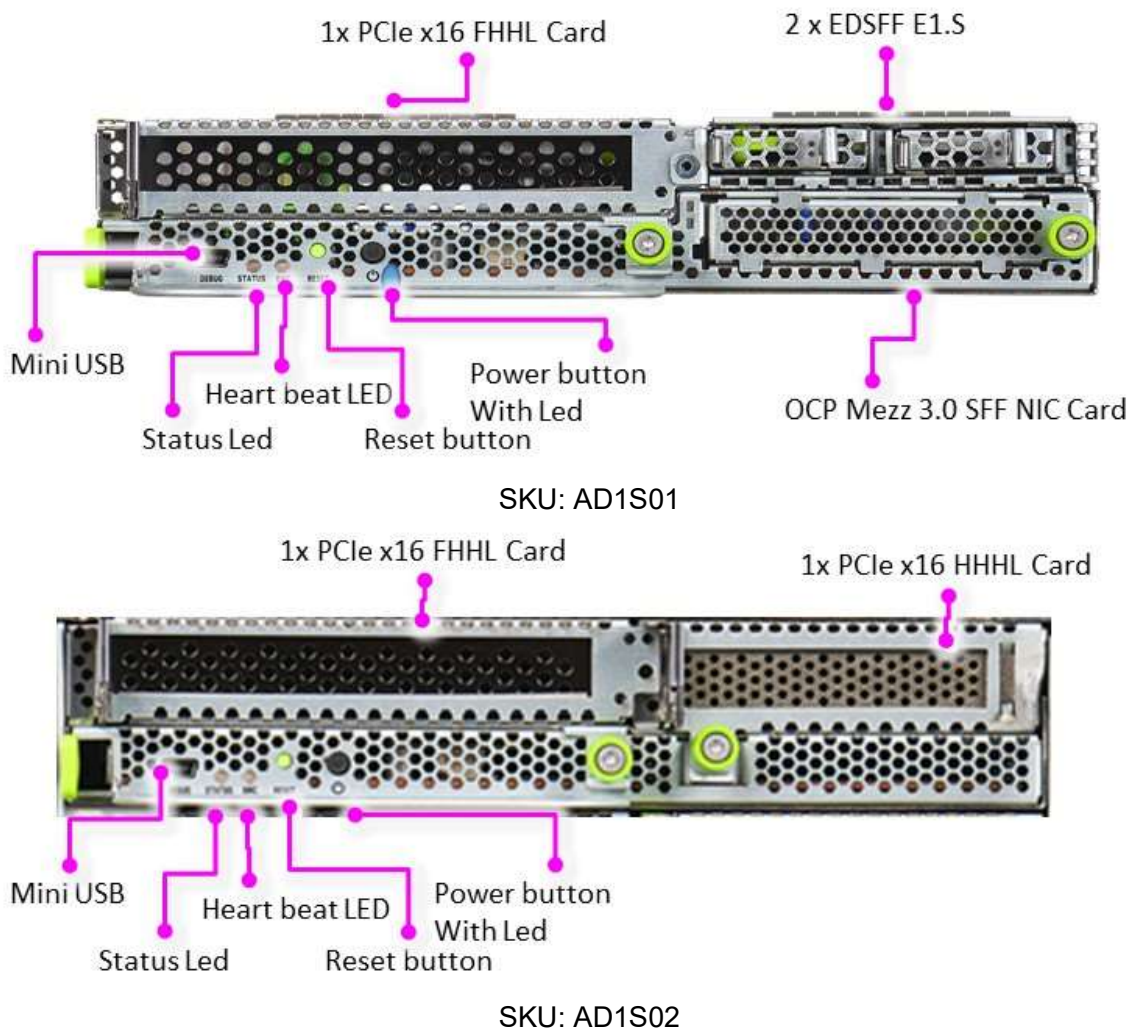 1x PCIe x16 FHHL Card
2 x EDSFF E1.S
DEBUG STATUS RESET
Mini USB
Heart beat LED
Status Led
Reset button
Power button
With Led
OCP Mezz 3.0 SFF NIC Card
SKU: AD1S01
1x PCIe x16 FHHL Card
1x PCIe x16 HHHL Card
STATUS RESET
Mini USB
Heart beat LED
Status Led
Reset button
Power button
With Led
SKU: AD1S02